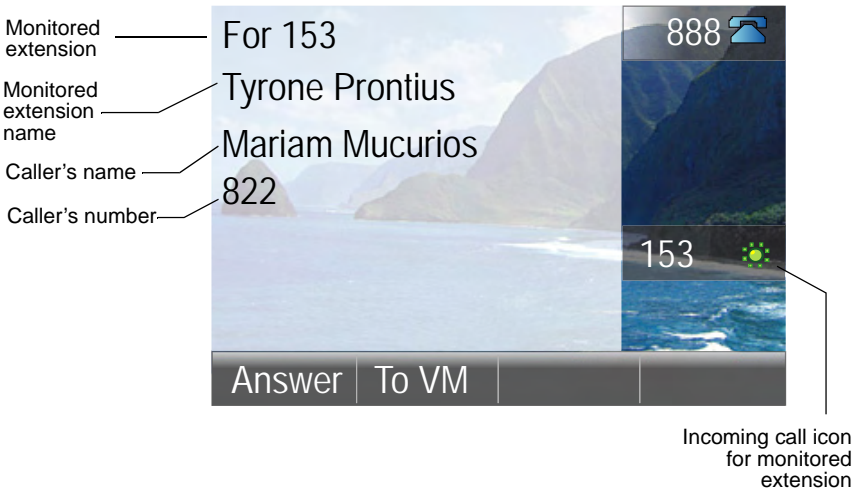 Monitored
extension
For 153
888
Monitored
extension
name
Tyrone Prontius
Caller's name
Mariam Mucurios
Caller's number
822
153
Answer
To VM
Incoming call icon
for monitored
extension